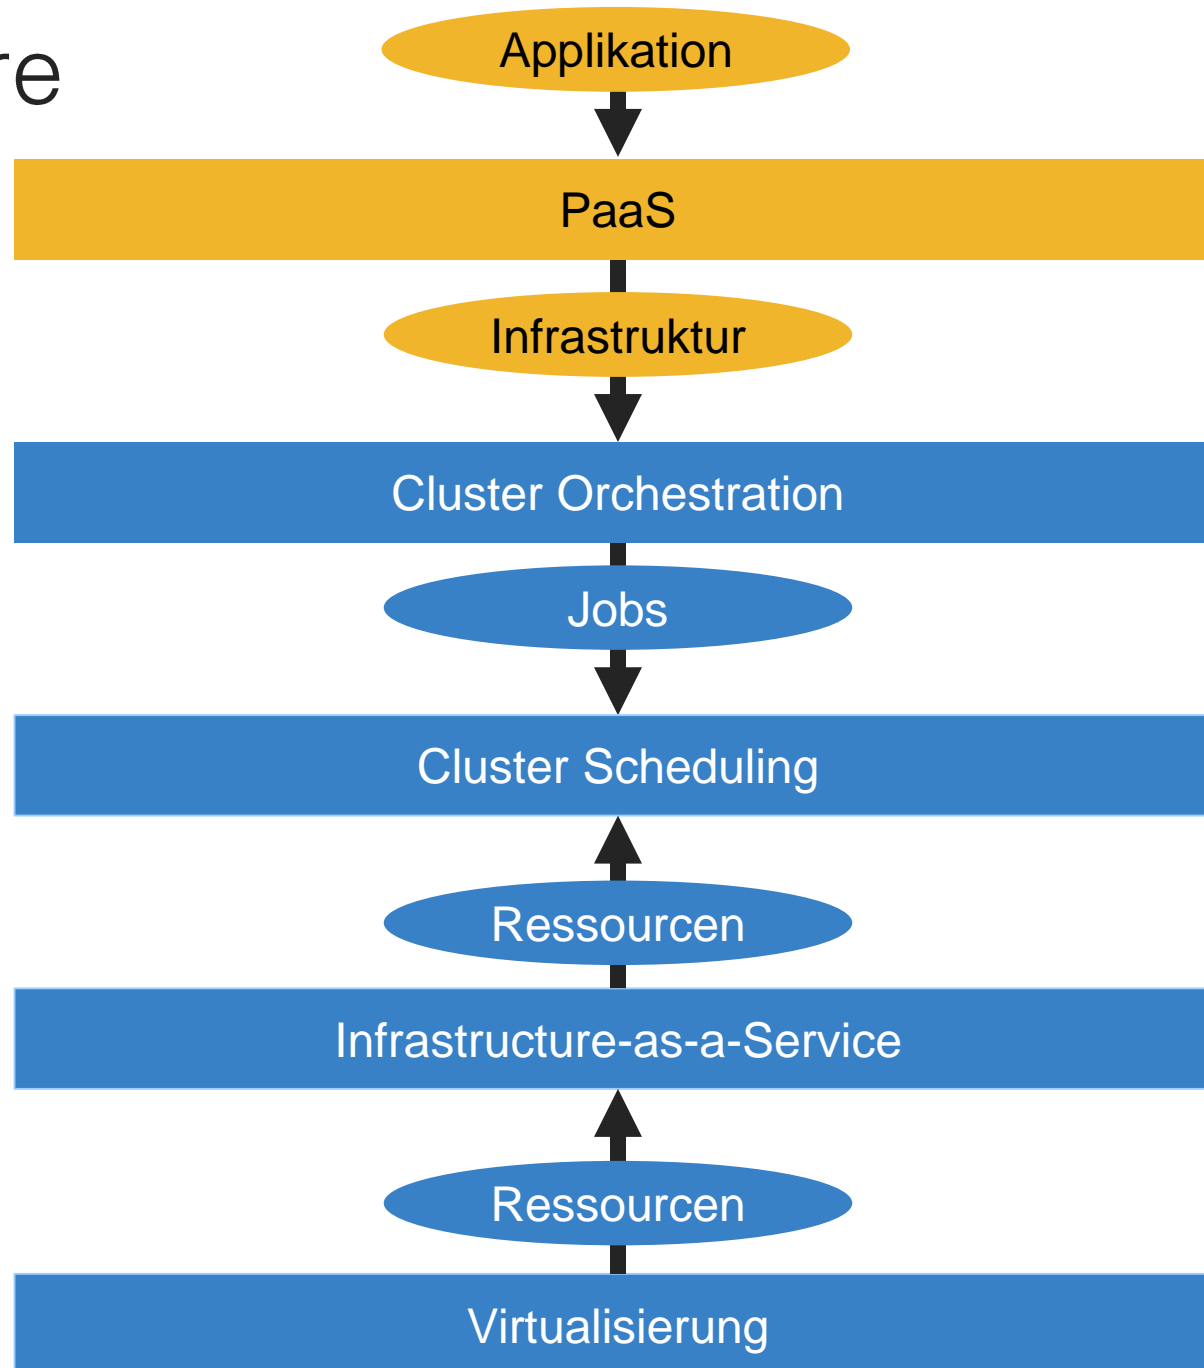 re
Applikation
PaaS
Infrastruktur
Cluster Orchestration
Jobs
Cluster Scheduling
Ressourcen
Infrastructure-as-a-Service
Ressourcen
Virtualisierung